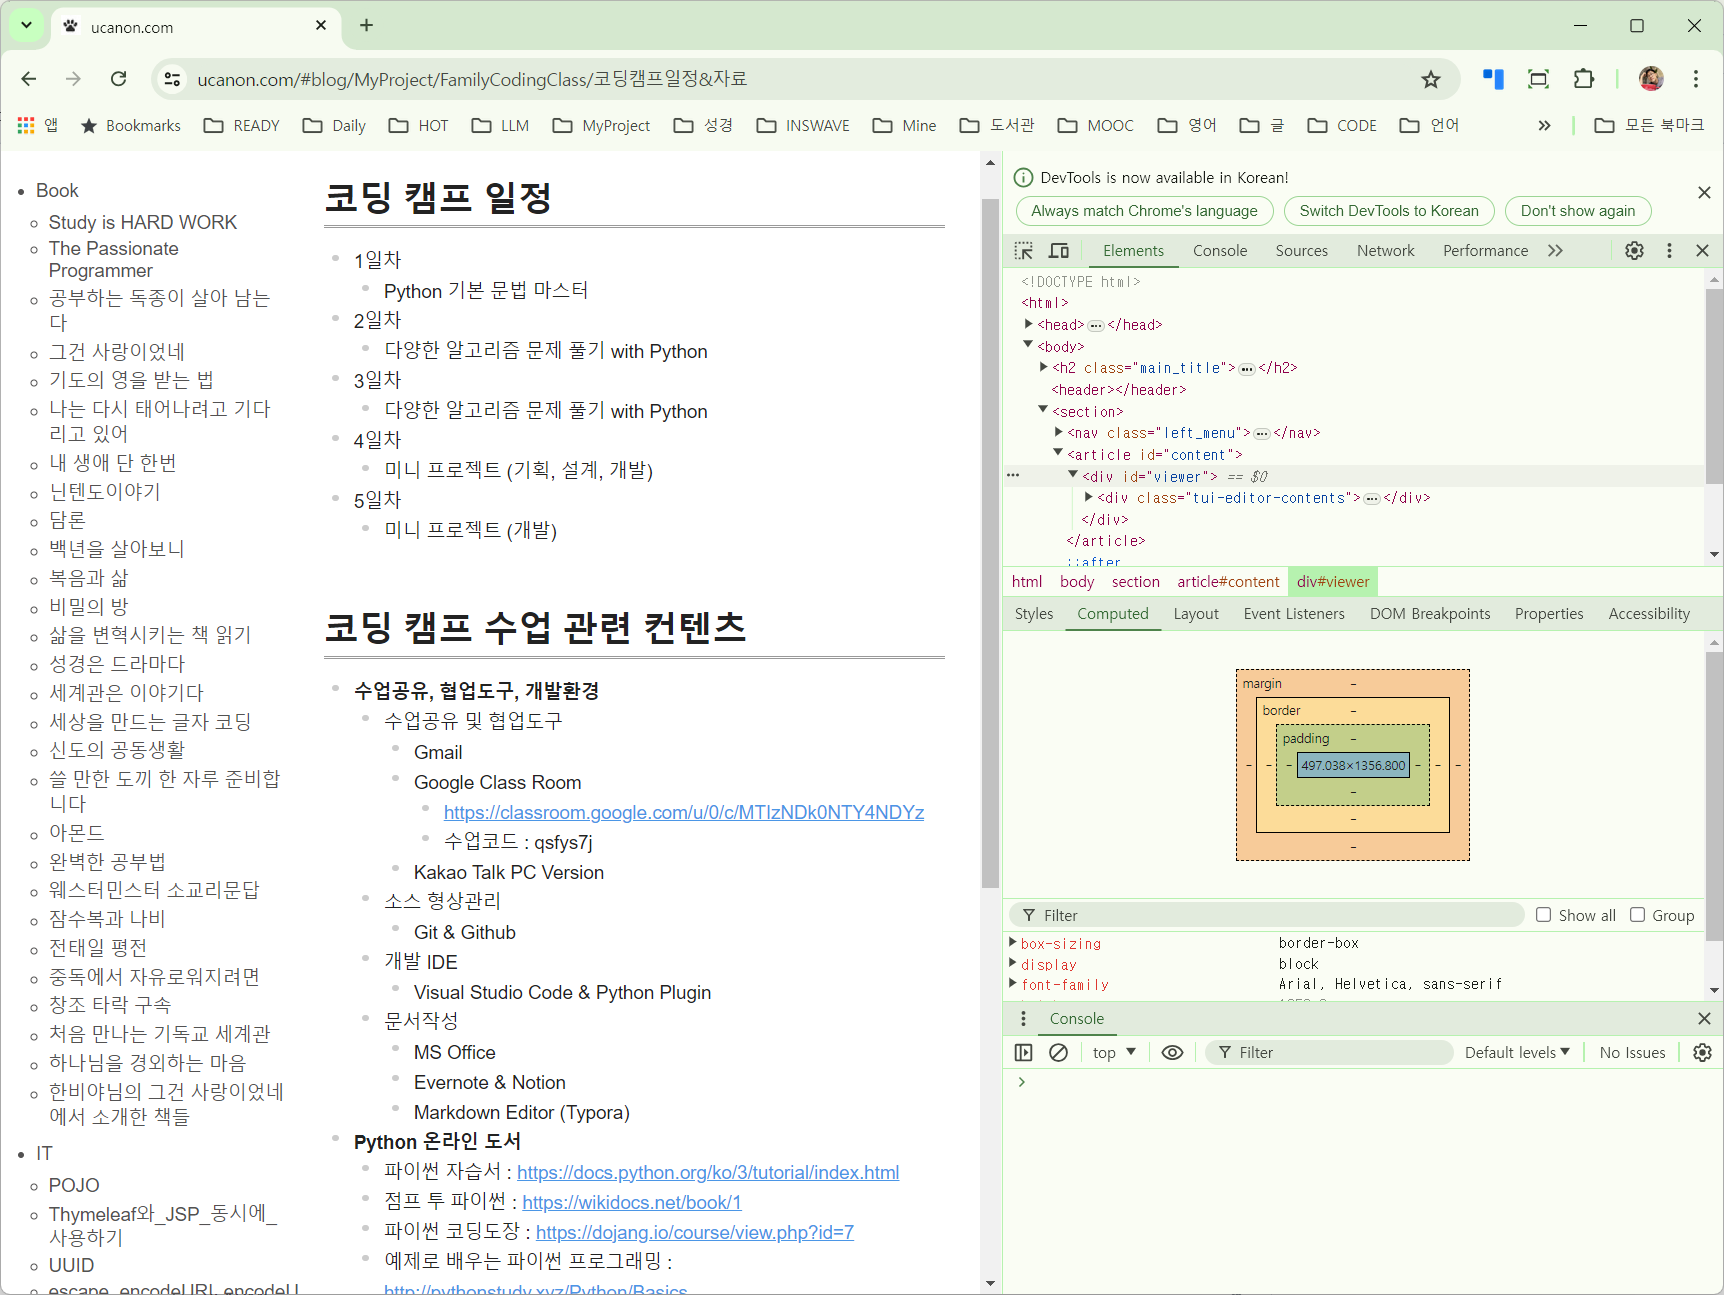 ucanon.com
ucanon.com/#blog/MyProject/FamilyCodingClass/코딩캠프일정&자료
앱
Bookmarks
READY
Daily
HOT
LLM
MyProject
성경
INSWAVE
Mine
도서관
MOOC
영어
글
CODE
언어
모든 북마크
Book
Study is HARD WORK
The Passionate
Programmer
공부하는 독종이 살아 남는
다
그건 사랑이었네
기도의 영을 받는 법
나는 다시 태어나려고 기다
리고 있어
내 생애 단 한번
닌텐도이야기
담론
백년을 살아보니
복음과 삶
비밀의 방
삶을 변혁시키는 책 읽기
성경은 드라마다
세계관은 이야기다
세상을 만드는 글자 코딩
신도의 공동생활
쓸 만한 도끼 한 자루 준비합
니다
아몬드
완벽한 공부법
웨스터민스터 소교리문답
잠수복과 나비
전태일 평전
중독에서 자유로워지려면
창조 타락 구속
처음 만나는 기독교 세계관
하나님을 경외하는 마음
한비야님의 그건 사랑이었네
에서 소개한 책들
IT
POJO
Thymeleaf와_JSP_동시에_
사용하기
UUID
escape, encodeURI, encodeU
코딩 캠프 일정
1일차
Python 기본 문법 마스터
2일차
다양한 알고리즘 문제 풀기 with Python
3일차
다양한 알고리즘 문제 풀기 with Python
4일차
미니 프로젝트 (기획, 설계, 개발)
5일차
미니 프로젝트 (개발)
코딩 캠프 수업 관련 컨텐츠
수업공유, 협업도구, 개발환경
수업공유 및 협업도구
Gmail
Google Class Room
https://classroom.google.com/u/0/c/MTIzNDk0NTY4NDYz
수업코드 : qsfys7j
Kakao Talk PC Version
소스 형상관리
Git & Github
개발 IDE
Visual Studio Code & Python Plugin
문서작성
MS Office
Evernote & Notion
Markdown Editor (Typora)
Python 온라인 도서
파이썬 자습서 : https://docs.python.org/ko/3/tutorial/index.html
점프 투 파이썬 : https://wikidocs.net/book/1
파이썬 코딩도장 : https://dojang.io/course/view.php?id=7
예제로 배우는 파이썬 프로그래밍 :
http://pythonstudy.xyz/Python/Basics
DevTools is now available in Korean!
Always match Chrome's language
Switch DevTools to Korean
Don't show again
Elements
Console
Sources
Network
Performance
<!DOCTYPE html>
<html>
<head>…</head>
<body>
<h2 class="main_title">…</h2>
<header></header>
<section>
<nav class="left_menu">…</nav>
<article id="content">
<div id="viewer"> == $0
<div class="tui-editor-contents">…</div>
</div>
</article>
::after
html
body
section
article#content
div#viewer
Styles
Computed
Layout
Event Listeners
DOM Breakpoints
Properties
Accessibility
margin –
border –
padding –
– – – 497.038×1356.800 – – –
–
–
–
Filter
Show all
Group
box-sizing border-box
display block
font-family Arial, Helvetica, sans-serif
Console
top
Filter
Default levels
No Issues